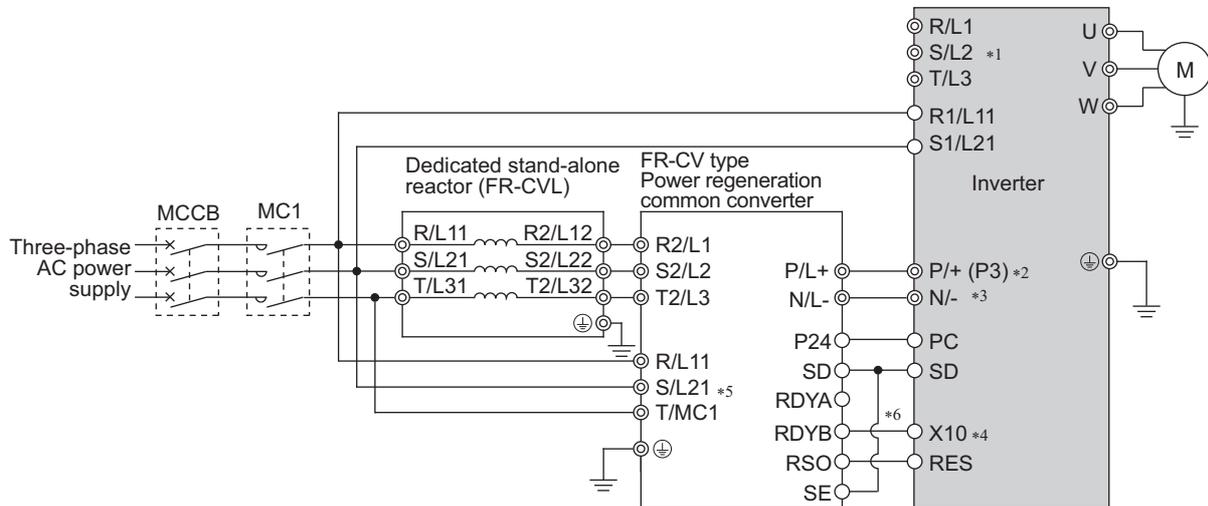 R/L1
S/L2 *1
T/L3
R1/L11
S1/L21
U
V
W
M
Inverter
Dedicated stand-alone
reactor (FR-CVL)
FR-CV type
Power regeneration
common converter
MCCB
MC1
Three-phase
AC power
supply
R/L11 R2/L12
S/L21 S2/L22
T/L31 T2/L32
R2/L1
S2/L2
T2/L3
R/L11
S/L21 *5
T/MC1
P/L+
N/L-
P24
SD
RDYA
RDYB
RSO
SE
*6
P/+ (P3) *2
N/- *3
PC
SD
X10 *4
RES